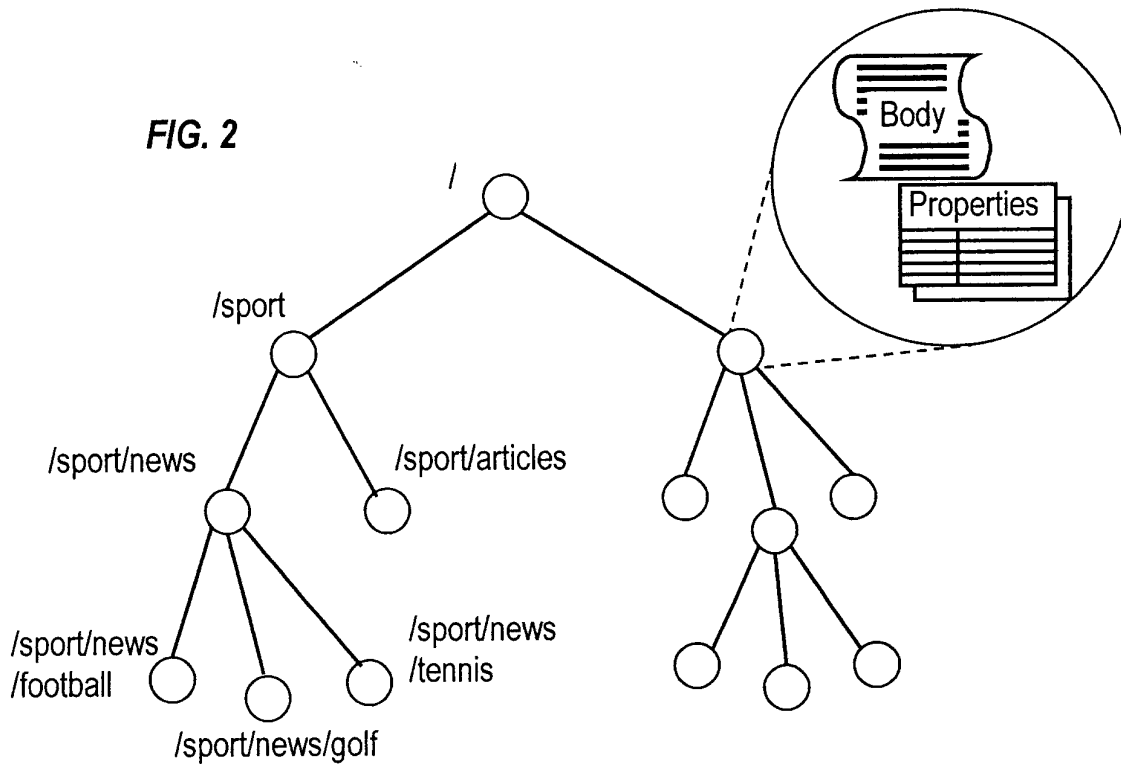 FIG. 2
Body
Properties
/
/sport
/sport/news
/sport/articles
/sport/news
/football
/sport/news
/tennis
/sport/news/golf